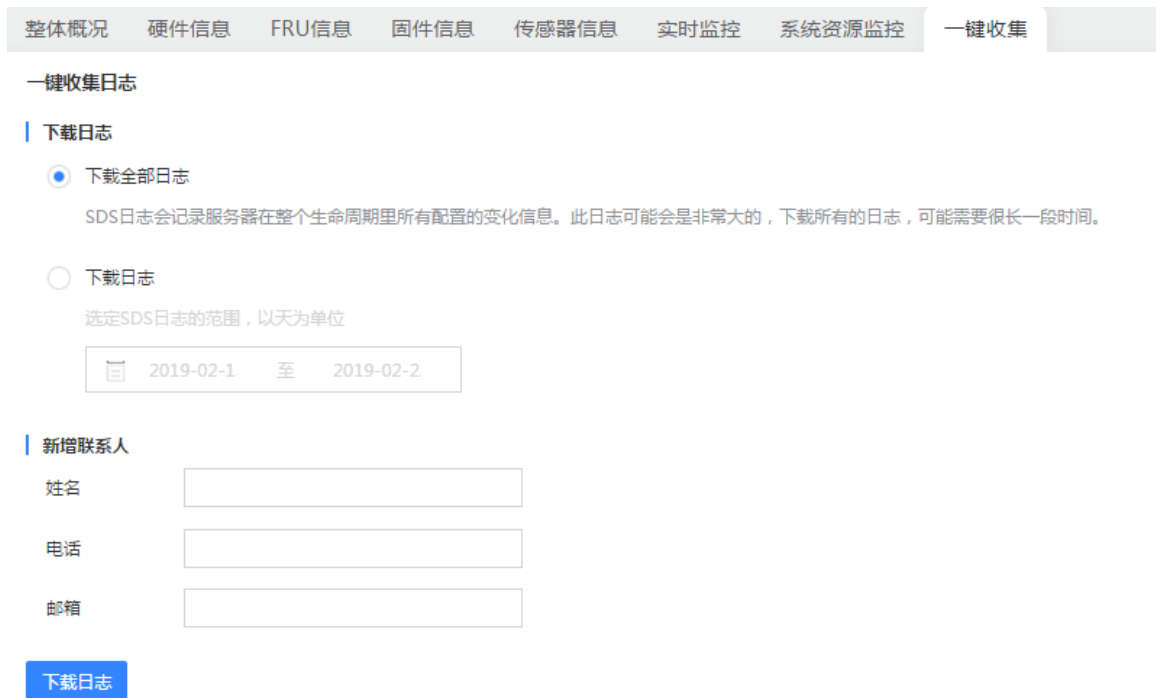 整体概况 硬件信息 FRU信息 固件信息 传感器信息 实时监控 系统资源监控 一键收集
一键收集日志
下载日志
下载全部日志
SDS日志会记录服务器在整个生命周期里所有配置的变化信息。此日志可能会是非常大的，下载所有的日志，可能需要很长一段时间。
下载日志
选定SDS日志的范围，以天为单位
2019-02-1 至 2019-02-2
新增联系人
姓名
电话
邮箱
下载日志